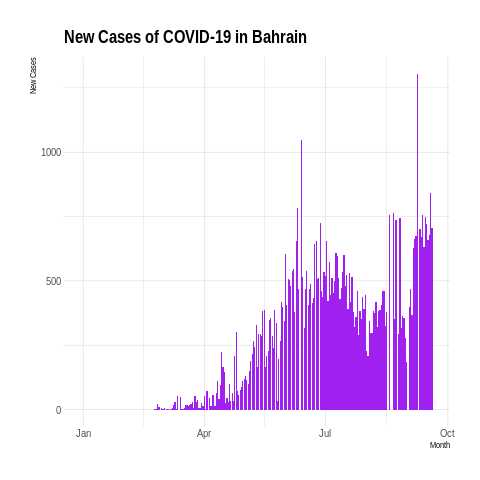 New Cases of COVID-19 in Bahrain
New Cases
1000
500
0
Jan Apr Jul Oct
Month